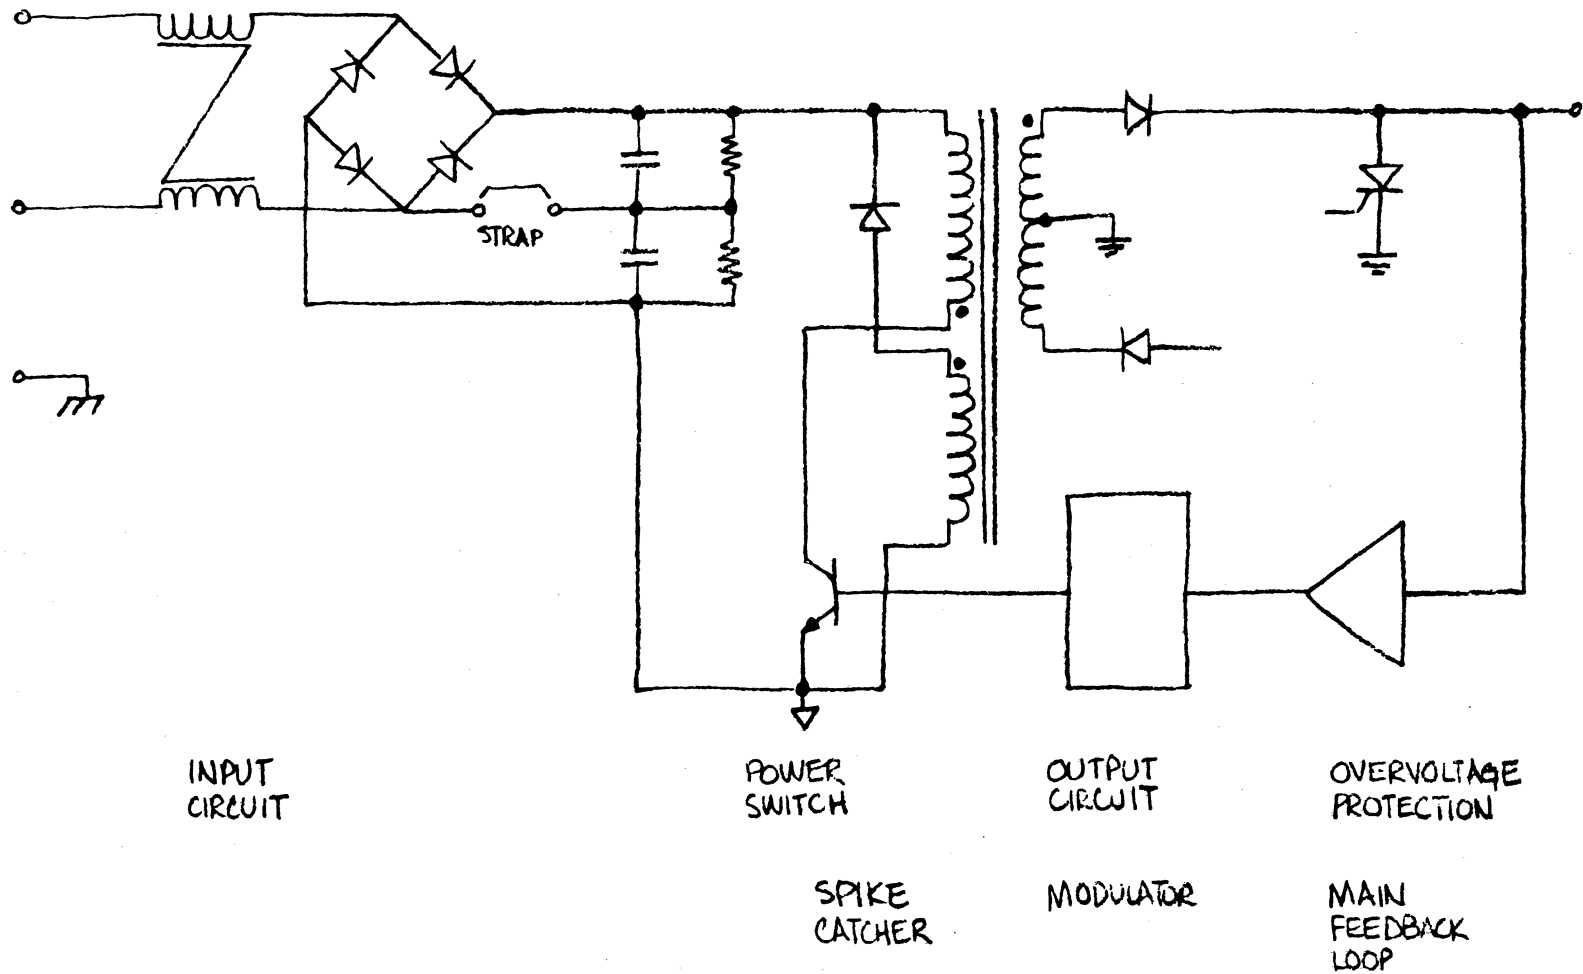 STRAP
INPUT
CIRCUIT
POWER
SWITCH
OUTPUT
CIRCUIT
OVERVOLTAGE
PROTECTION
SPIKE
CATCHER
MODULATOR
MAIN
FEEDBACK
LOOP